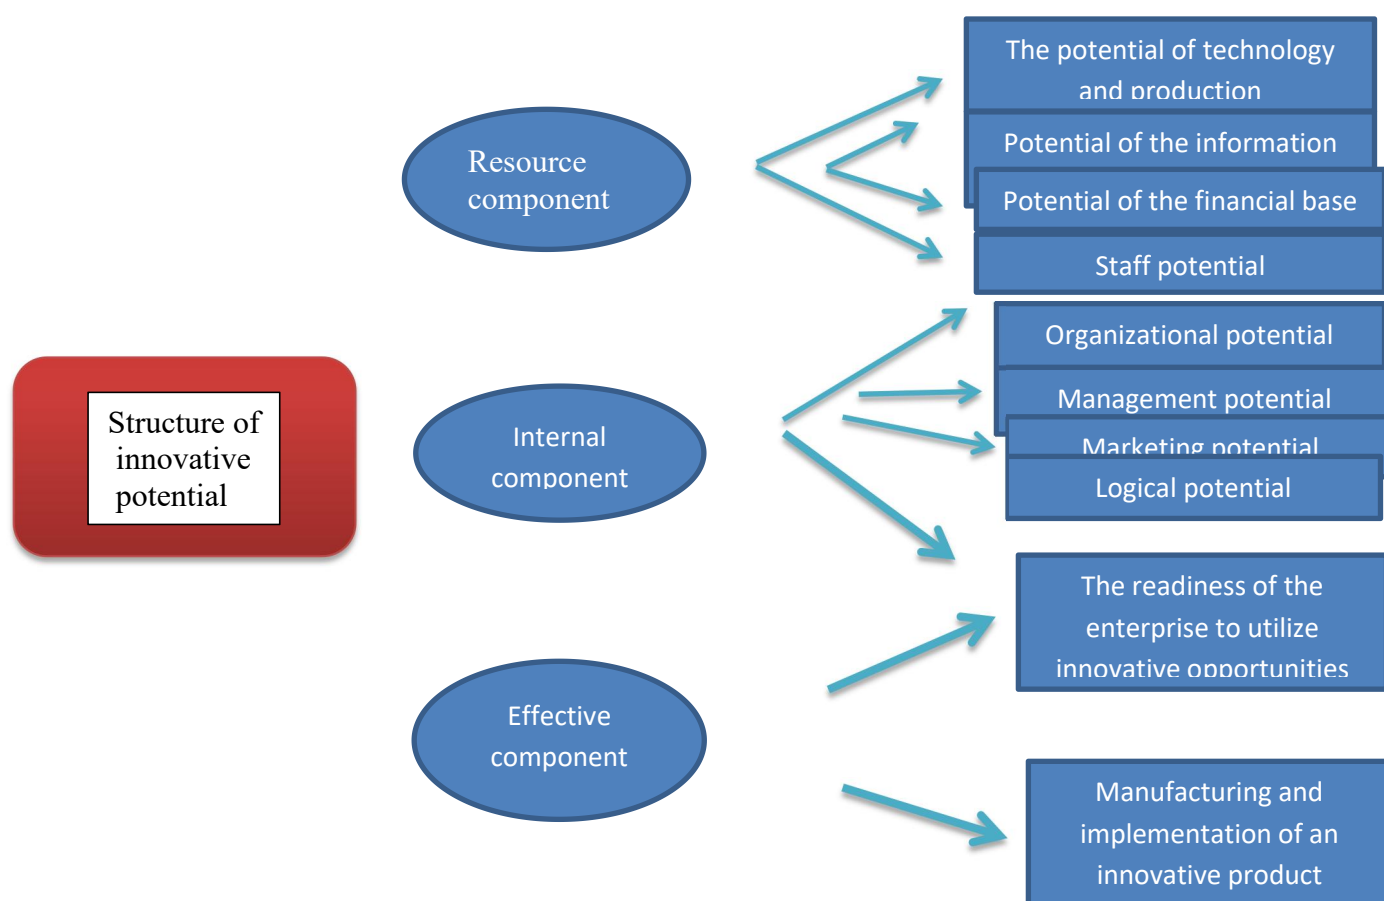 The potential of technology
and production
Potential of the information
Potential of the financial base
Staff potential
Resource
component
Organizational potential
Management potential
Marketing potential
Logical potential
Structure of
innovative
potential
Internal
component
The readiness of the
enterprise to utilize
innovative opportunities
Effective
component
Manufacturing and
implementation of an
innovative product